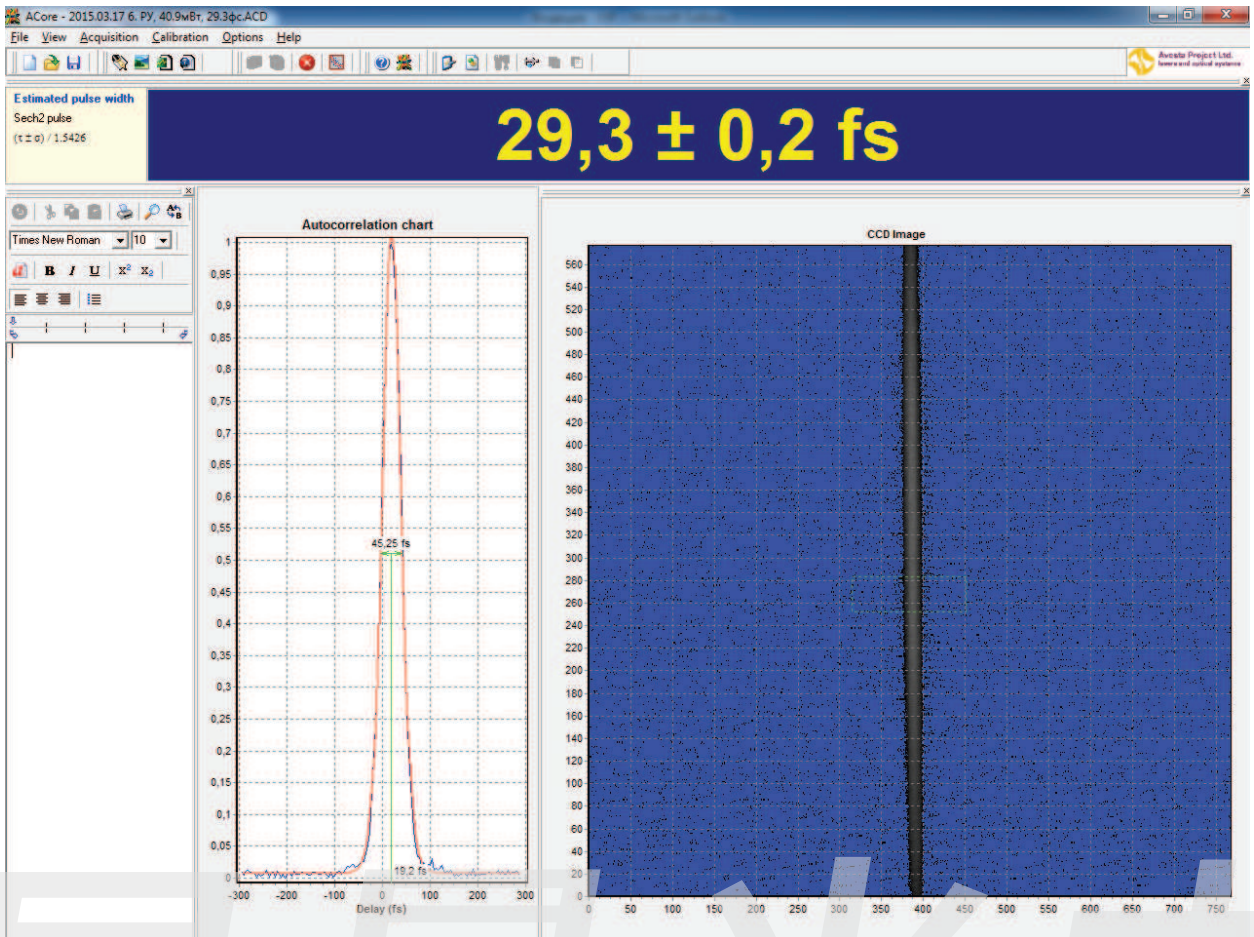 ACore - 2015.03.17 6. РУ, 40.9мВт, 29.3фс.ACD
File View Acquisition Calibration Options Help
Avesta Project Ltd.
lasers and optical systems
Estimated pulse width
Sech2 pulse
(τ ± σ) / 1.5426
29,3 ± 0,2 fs
Times New Roman 10
B I U X² X₂
Autocorrelation chart
1
0,95
0,9
0,85
0,8
0,75
0,7
0,65
0,6
0,55
0,5
0,45
0,4
0,35
0,3
0,25
0,2
0,15
0,1
0,05
0
45,25 fs
19,2 f
-300 -200 -100 0 100 200 300
Delay (fs)
CCD Image
560
540
520
500
480
460
440
420
400
380
360
340
320
300
280
260
240
220
200
180
160
140
120
100
80
60
40
20
0
0 50 100 150 200 250 300 350 400 450 500 550 600 650 700 750